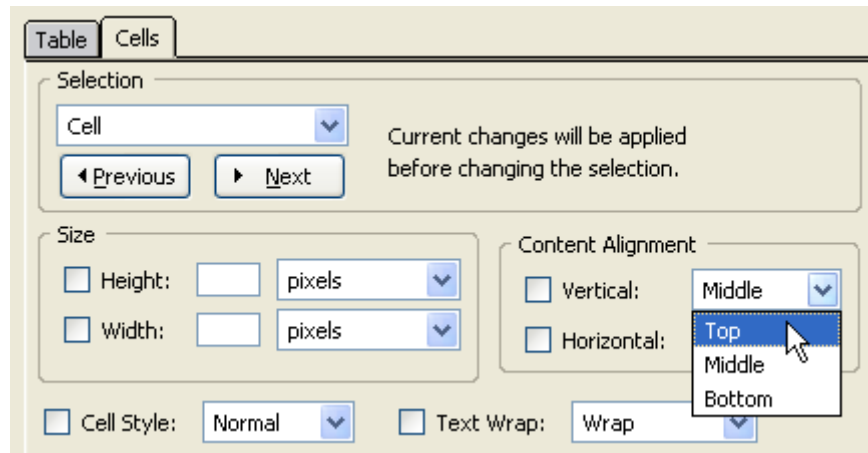 Table Cells
Selection
Cell
Current changes will be applied
before changing the selection.
Previous Next
Size
Content Alignment
Height: pixels
Vertical: Middle
Width: pixels
Horizontal:
Top
Middle
Bottom
Cell Style: Normal
Text Wrap: Wrap